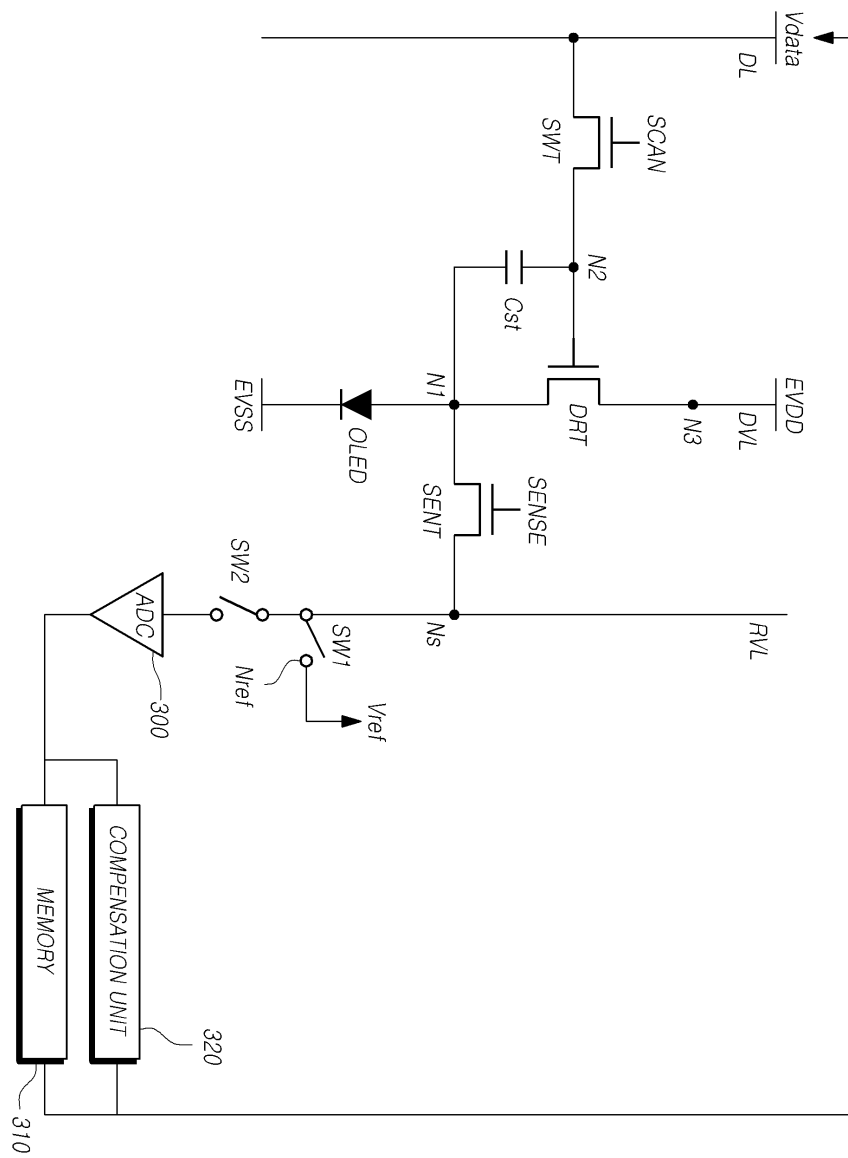 Vdata
DL
SCAN
SWT
N2
Cst
EVDD
DVL
N3
DRT
N1
OLED
EVSS
SENSE
SENT
RVL
Ns
SW1
Nref
Vref
SW2
ADC
300
COMPENSATION UNIT
320
MEMORY
310